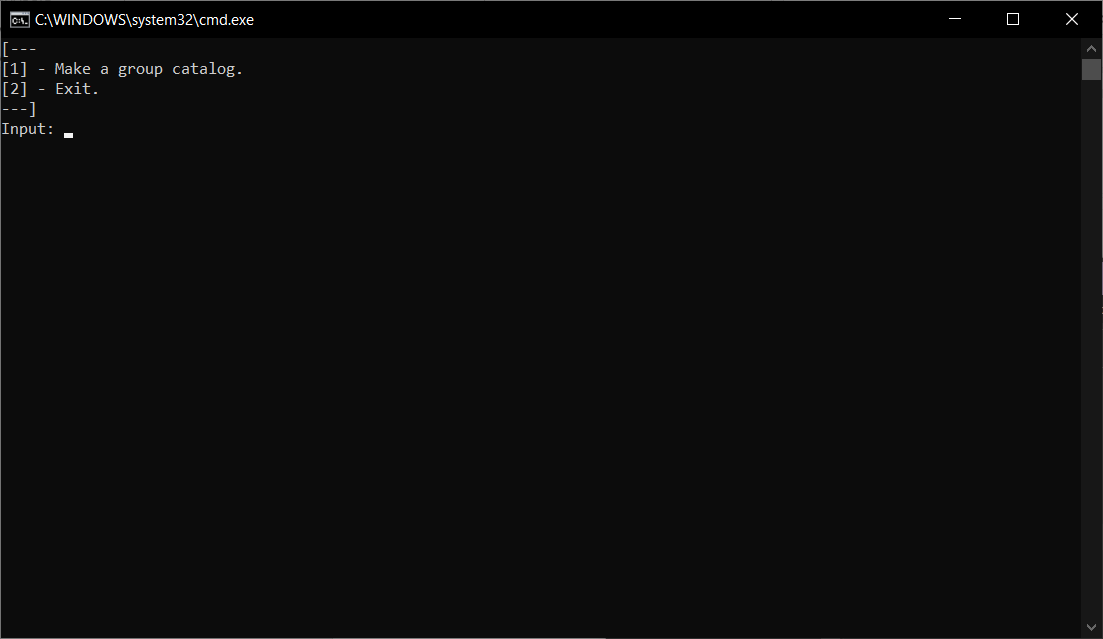 C:\WINDOWS\system32\cmd.exe
[---
[1] - Make a group catalog.
[2] - Exit.
---]
Input: